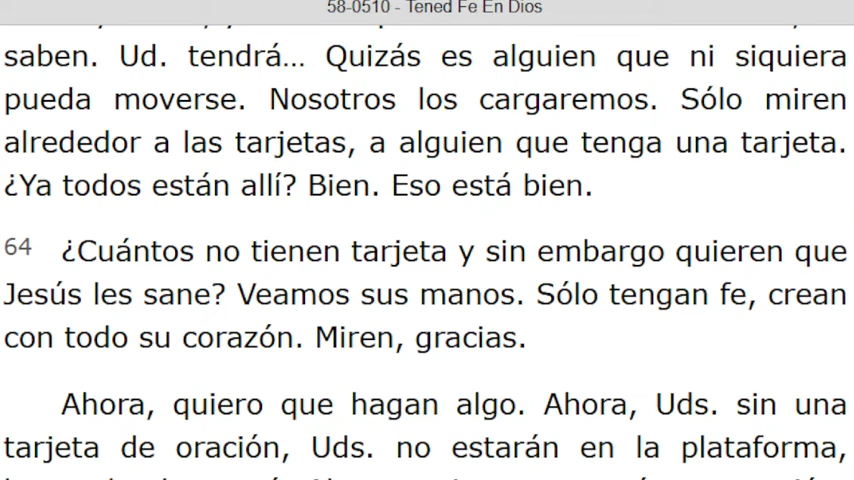 58-0510 - Tened Fe En Dios
saben. Ud. tendrá... Quizás es alguien que ni siquiera
pueda moverse. Nosotros los cargaremos. Sólo miren
alrededor a las tarjetas, a alguien que tenga una tarjeta.
¿Ya todos están allí? Bien. Eso está bien.
64 ¿Cuántos no tienen tarjeta y sin embargo quieren que
Jesús les sane? Veamos sus manos. Sólo tengan fe, crean
con todo su corazón. Miren, gracias.
Ahora, quiero que hagan algo. Ahora, Uds. sin una
tarjeta de oración, Uds. no estarán en la plataforma,